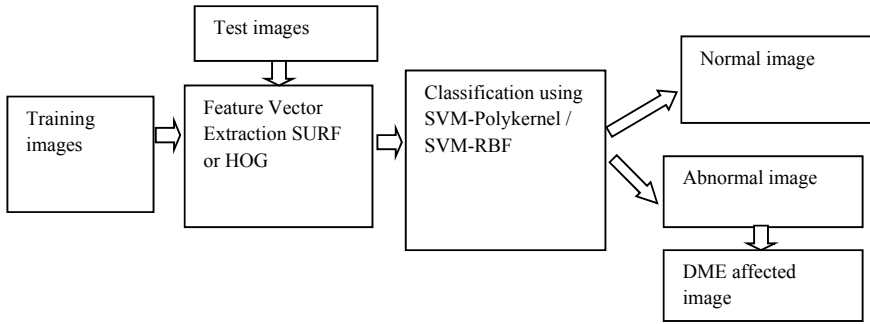 Test images
Training
images
Feature Vector
Extraction SURF
or HOG
Classification using
SVM-Polykernel /
SVM-RBF
Normal image
Abnormal image
DME affected
image